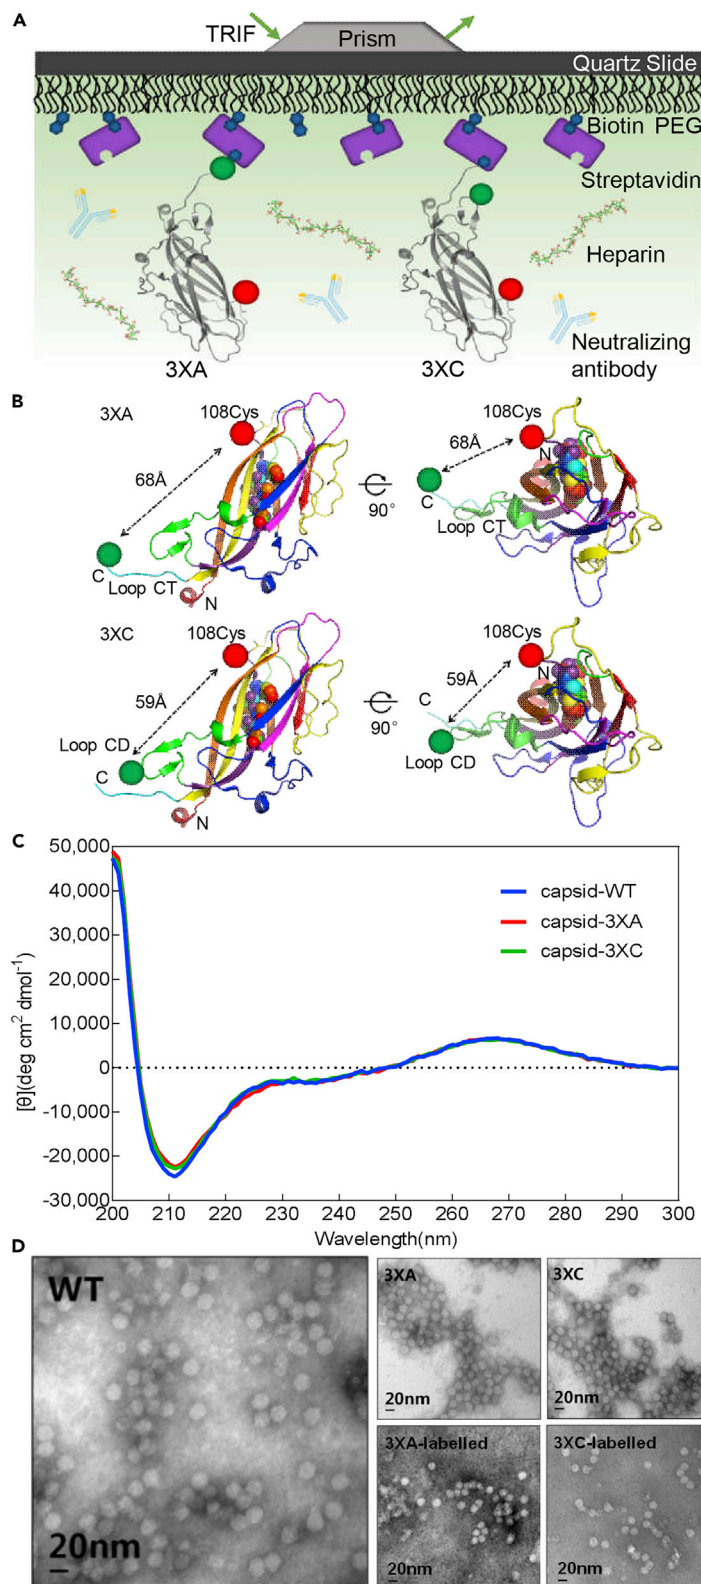 A
TRIF
Prism
Quartz Slide
Biotin PEG
Streptavidin
Heparin
Neutralizing
antibody
3XA
3XC
B
3XA
108Cys
68Å
C
Loop CT
N
90°
108Cys
68Å
N
C
Loop CT
3XC
108Cys
59Å
Loop CD
C
N
90°
108Cys
59Å
N
C
Loop CD
C
50,000
40,000
30,000
20,000
10,000
0
-10,000
-20,000
-30,000
[θ](deg cm² dmol⁻¹)
capsid-WT
capsid-3XA
capsid-3XC
200 210 220 230 240 250 260 270 280 290 300
Wavelength(nm)
D
WT
20nm
3XA
20nm
3XC
20nm
3XA-labelled
20nm
3XC-labelled
20nm